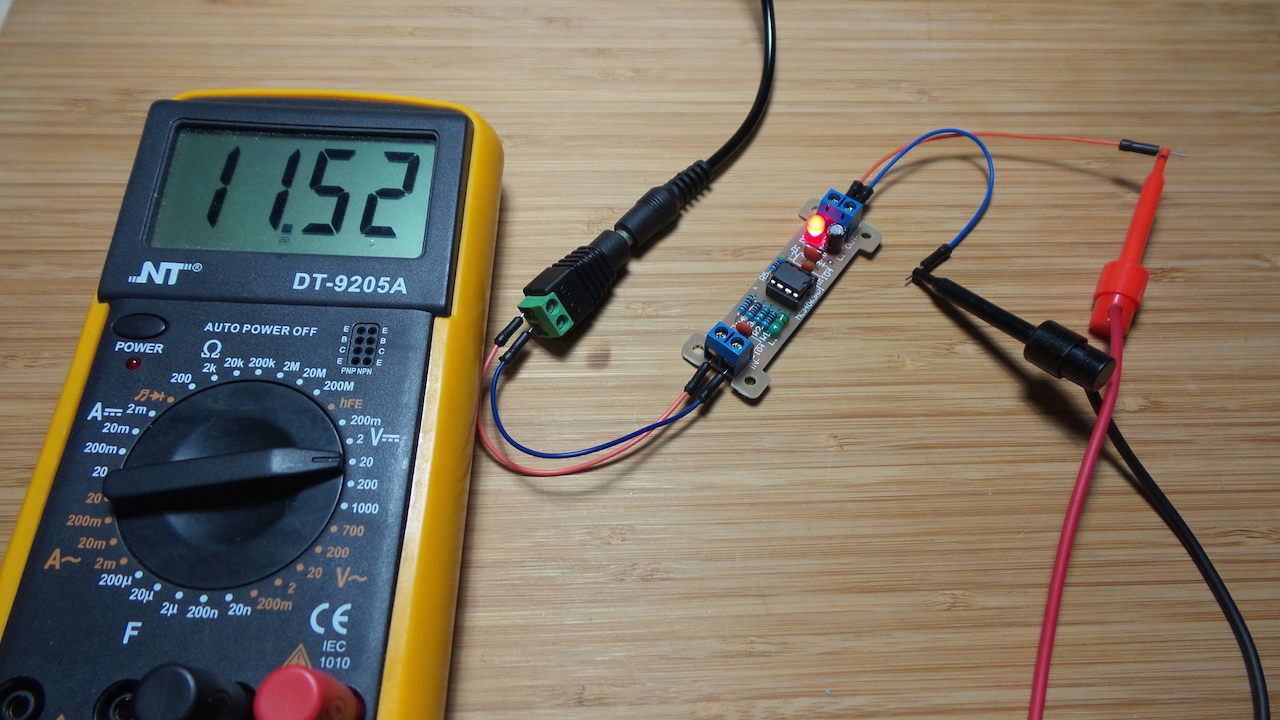 11.52
20
"NT"®
DT-9205A
AUTO POWER OFF
POWER
Ω
E B C E
E B C E
PNP NPN
200 2k 20k 200k 2M 20M 200M
hFE
A 2m 20m 200m 20
V 200m 2 20 200 1000
A~ 20 200m 20m 2m
V~ 700 200 20 2 200m
F 200µ 20µ 2µ 200n 20n
CE
IEC
1010